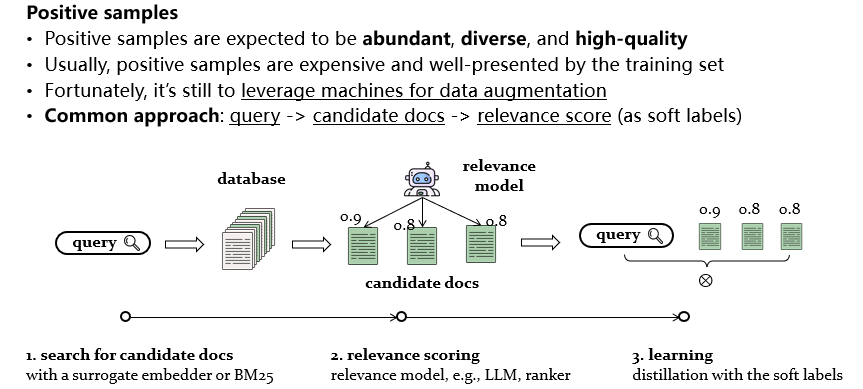 Positive samples
• Positive samples are expected to be abundant, diverse, and high-quality
• Usually, positive samples are expensive and well-presented by the training set
• Fortunately, it's still to leverage machines for data augmentation
• Common approach: query -> candidate docs -> relevance score (as soft labels)
database
relevance
model
0.9
0.8
0.8
query
candidate docs
query
0.9 0.8 0.8
1. search for candidate docs
with a surrogate embedder or BM25
2. relevance scoring
relevance model, e.g., LLM, ranker
3. learning
distillation with the soft labels